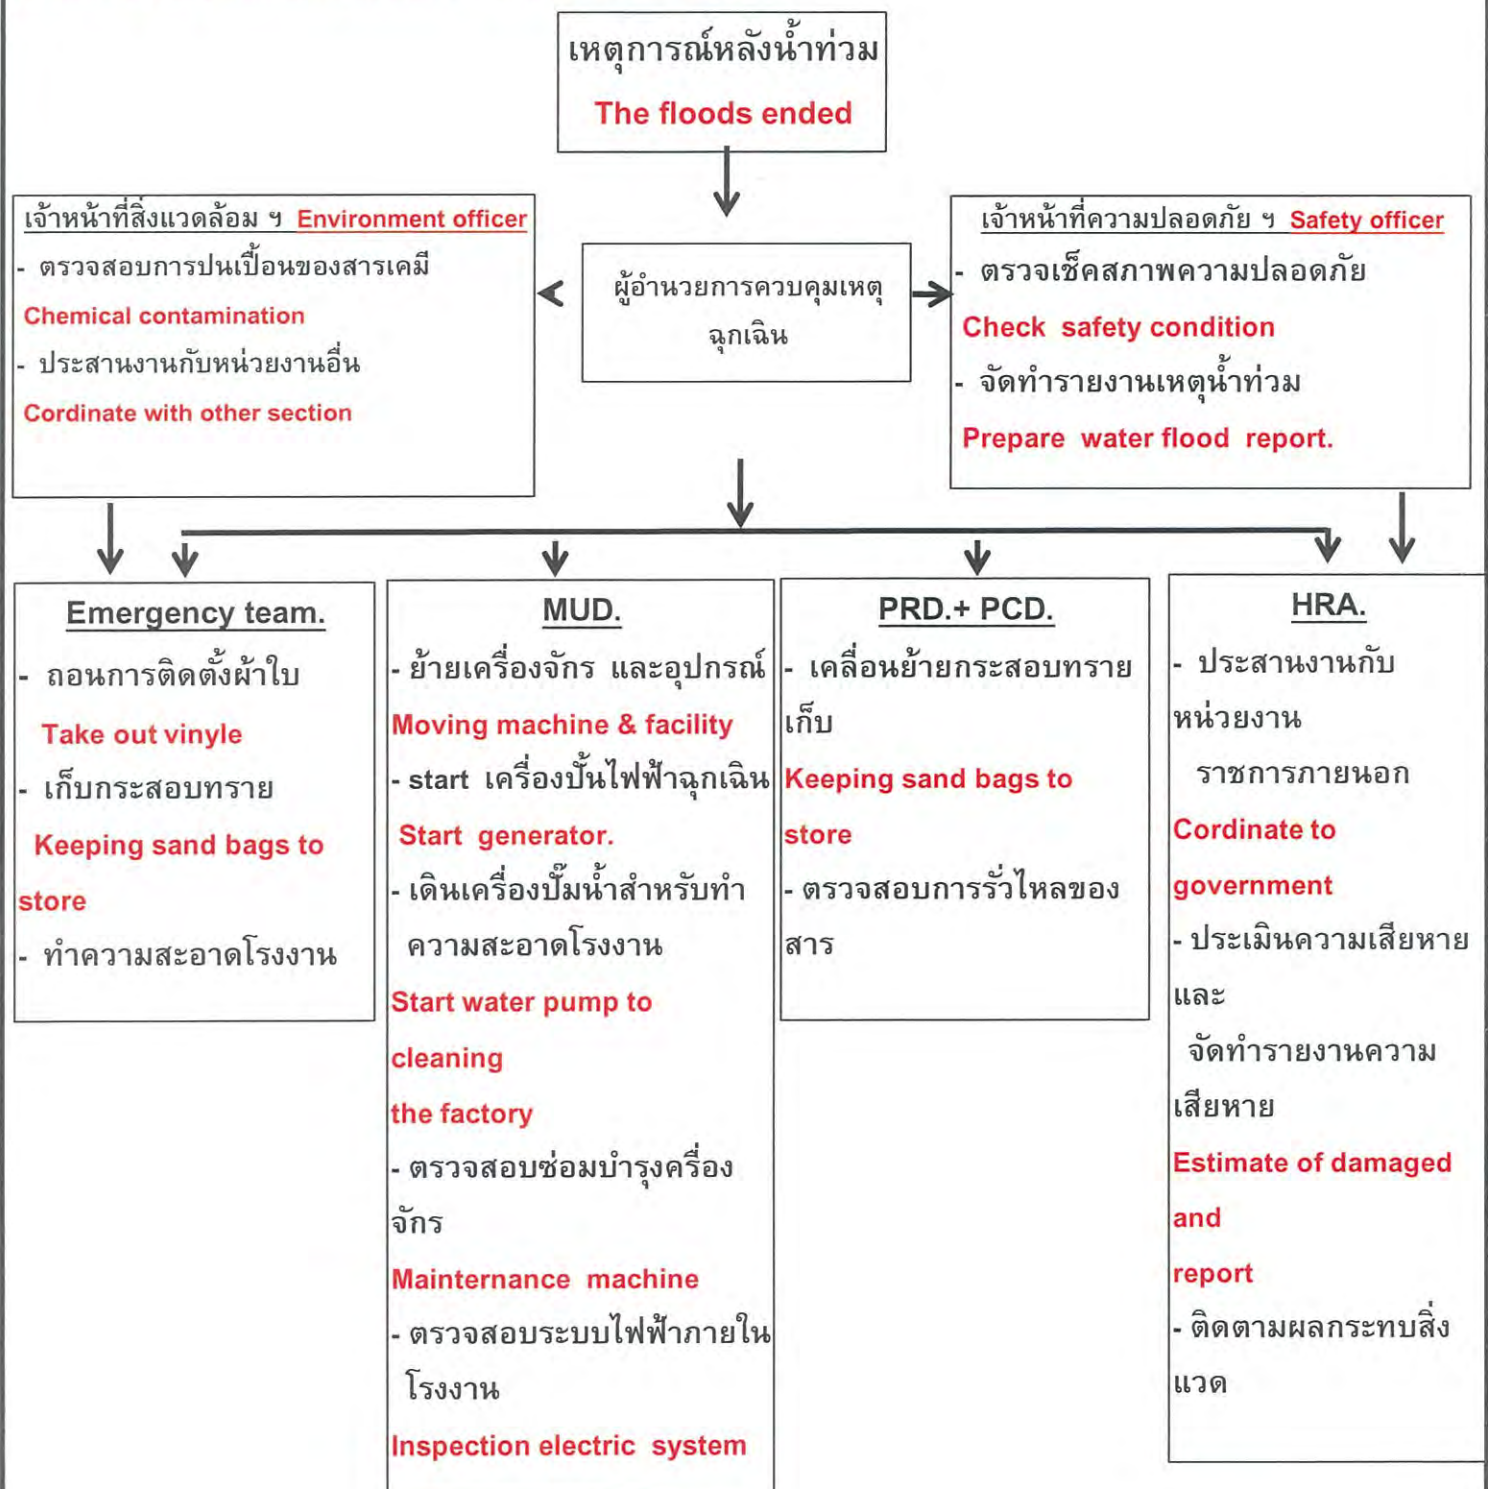 เหตุการณ์หลังน้ำท่วม
The floods ended
เจ้าหน้าที่สิ่งแวดล้อม ฯ Environment officer
- ตรวจสอบการปนเปื้อนของสารเคมี
Chemical contamination
- ประสานงานกับหน่วยงานอื่น
Cordinate with other section
ผู้อำนวยการควบคุมเหตุ
ฉุกเฉิน
เจ้าหน้าที่ความปลอดภัย ฯ Safety officer
- ตรวจเช็คสภาพความปลอดภัย
Check safety condition
- จัดทำรายงานเหตุน้ำท่วม
Prepare water flood report.
Emergency team.
- ถอนการติดตั้งผ้าใบ
Take out vinyle
- เก็บกระสอบทราย
Keeping sand bags to
store
- ทำความสะอาดโรงงาน
MUD.
- ย้ายเครื่องจักร และอุปกรณ์
Moving machine & facility
- start เครื่องปั้นไฟฟ้าฉุกเฉิน
Start generator.
- เดินเครื่องปั๊มน้ำสำหรับทำ
ความสะอาดโรงงาน
Start water pump to
cleaning
the factory
- ตรวจสอบซ่อมบำรุงครื่อง
จักร
Mainternance machine
- ตรวจสอบระบบไฟฟ้าภายใน
โรงงาน
Inspection electric system
PRD.+ PCD.
- เคลื่อนย้ายกระสอบทราย
เก็บ
Keeping sand bags to
store
- ตรวจสอบการรั่วไหลของ
สาร
HRA.
- ประสานงานกับ
หน่วยงาน
ราชการภายนอก
Cordinate to
government
- ประเมินความเสียหาย
และ
จัดทำรายงานความ
เสียหาย
Estimate of damaged
and
report
- ติดตามผลกระทบสิ่ง
แวด